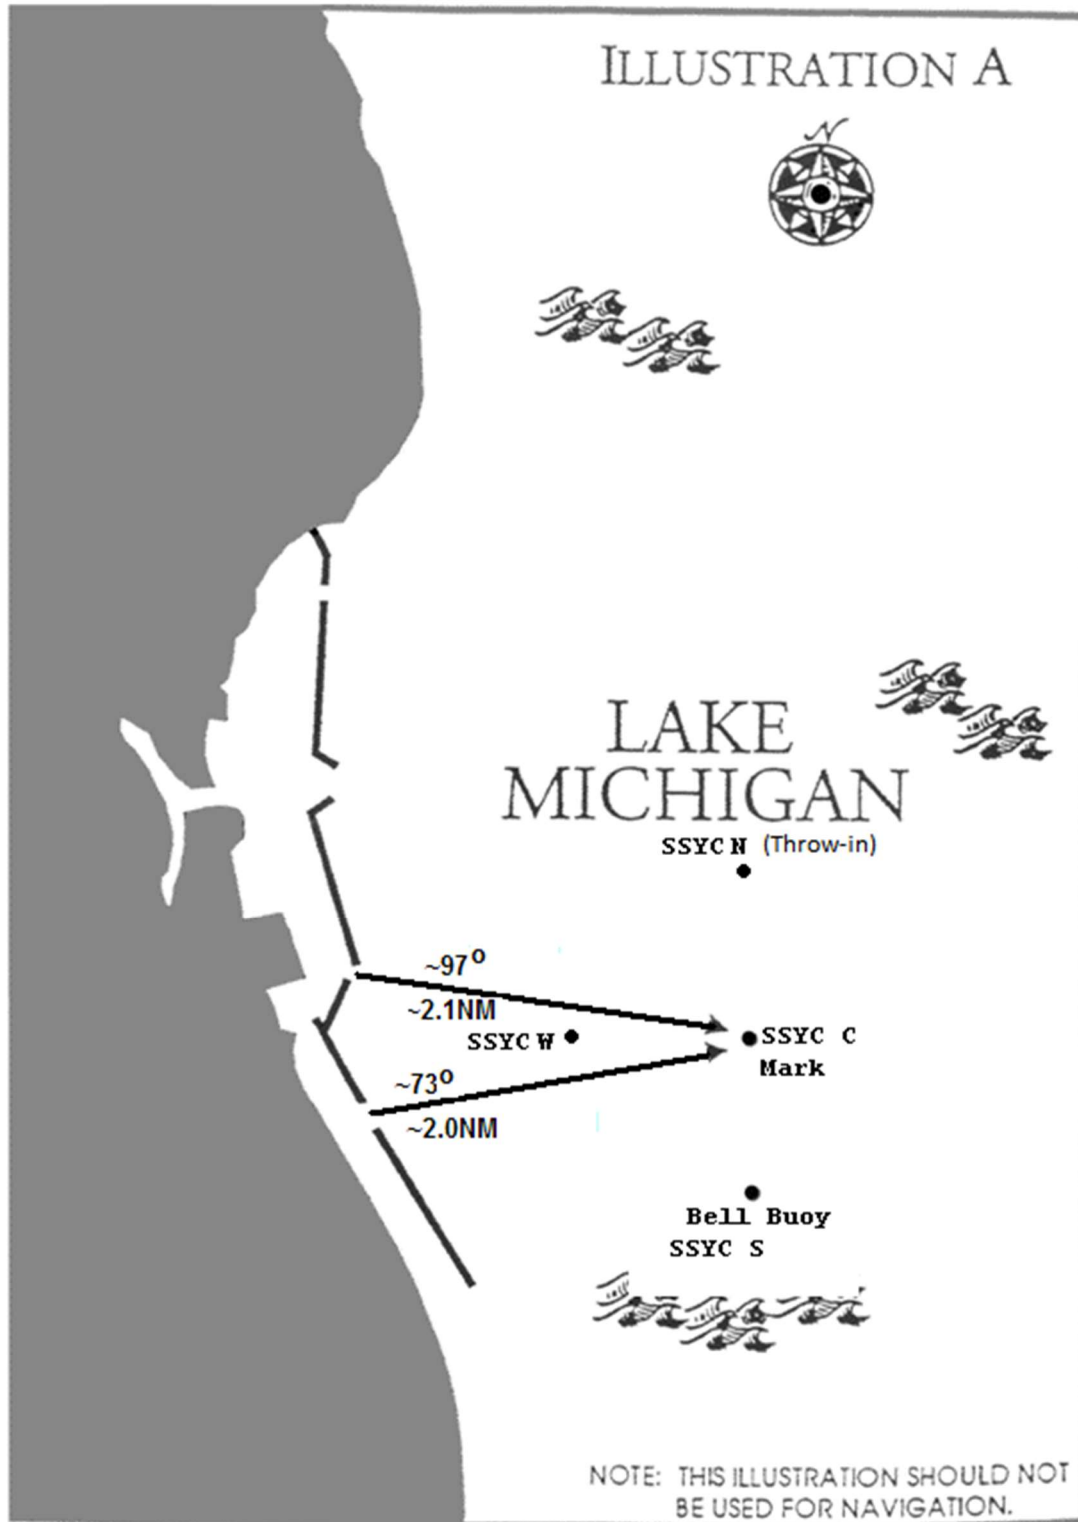 ILLUSTRATION A
N
LAKE
MICHIGAN
SSYC N (Throw-in)
~97°
~2.1NM
SSYC W
SSYC C
Mark
~73°
~2.0NM
Bell Buoy
SSYC S
NOTE: THIS ILLUSTRATION SHOULD NOT
BE USED FOR NAVIGATION.